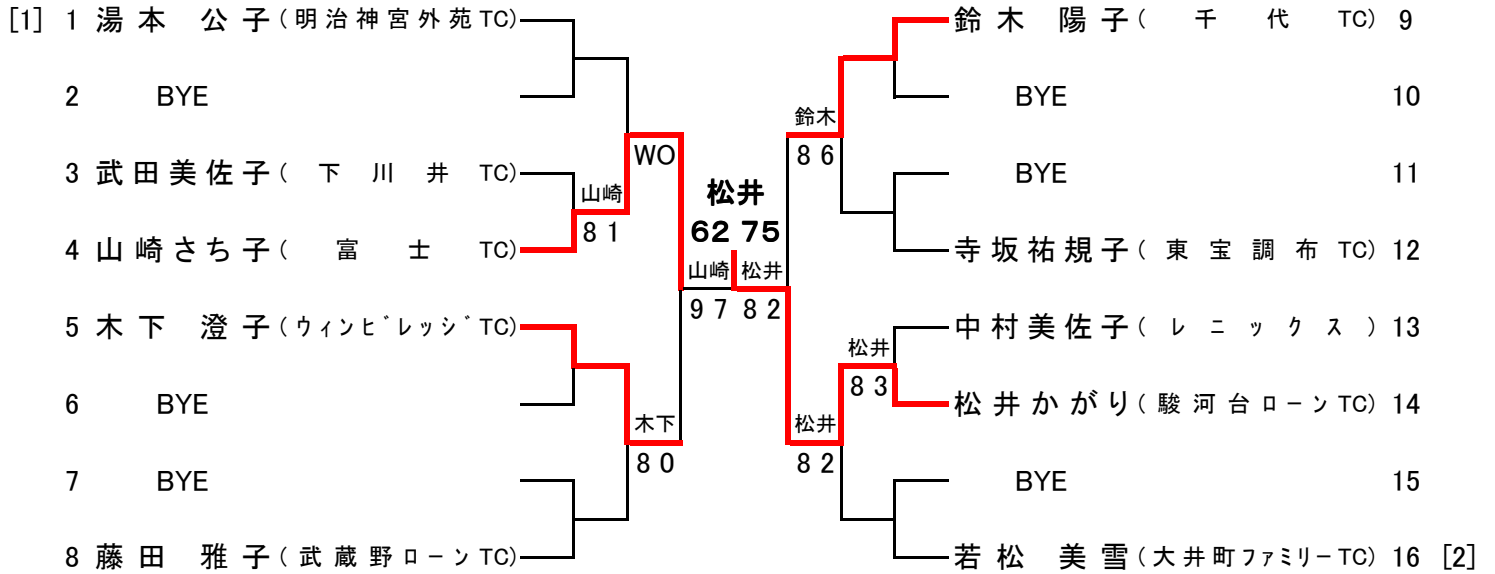 [1] 1 湯本 公子(明治神宮外苑TC)
2 BYE
3 武田美佐子(下川井TC)
4 山崎さち子(富士TC)
5 木下 澄子(ウィンビレッジTC)
6 BYE
7 BYE
8 藤田 雅子(武蔵野ローンTC)
山崎
81
WO
木下
80
山崎
97
松井
62 75
松井
82
鈴木
86
松井
83
松井
82
鈴木 陽子(千代TC) 9
BYE 10
BYE 11
寺坂祐規子(東宝調布TC) 12
中村美佐子(レニックス) 13
松井かがり(駿河台ローンTC) 14
BYE 15
若松 美雪(大井町ファミリーTC) 16 [2]